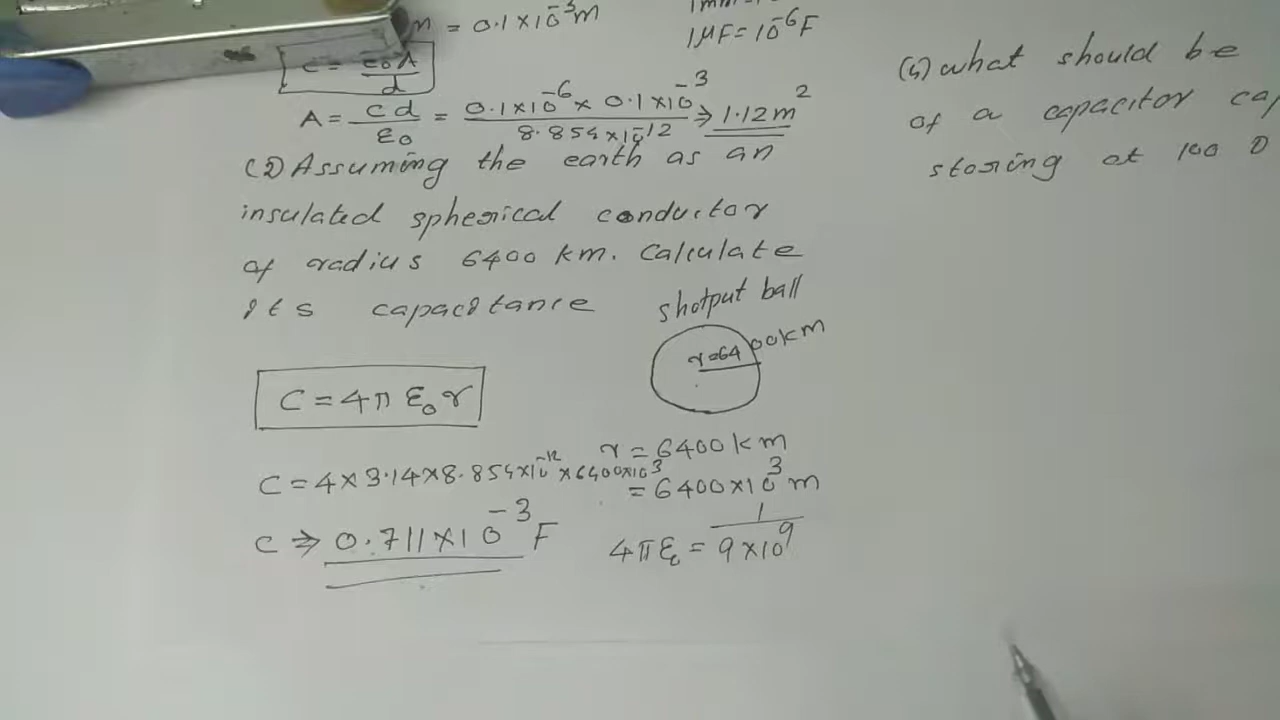 m = 0.1×10⁻³m
1μF=10⁻⁶F
C = ε₀A/d
A = Cd/ε₀ = 0.1×10⁻⁶ × 0.1×10⁻³/8.854×10⁻¹² ⇒ 1.12m²
(2) Assuming the earth as an
insulated spherical conductor
of radius 6400 km. Calculate
its capacitance
shotput ball
r=6400km
C = 4π ε₀ r
r = 6400 km
= 6400×10³ m
C = 4×3.14×8.854×10⁻¹²×6400×10³
C ⇒ 0.711×10⁻³ F
4πε₀ = 1/9×10⁹
what should be
of a capacitor cap
storing at 100